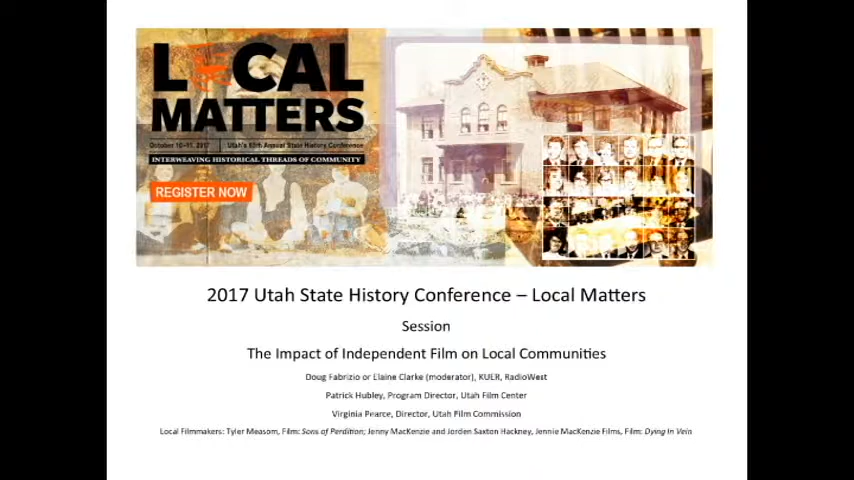 LOCAL
MATTERS
October 10-11, 2017 | Utah's 65th Annual State History Conference
INTERWEAVING HISTORICAL THREADS OF COMMUNITY
REGISTER NOW
2017 Utah State History Conference – Local Matters
Session
The Impact of Independent Film on Local Communities
Doug Fabrizio or Elaine Clarke (moderator), KUER, RadioWest
Patrick Hubley, Program Director, Utah Film Center
Virginia Pearce, Director, Utah Film Commission
Local Filmmakers: Tyler Measom, Film: Sons of Perdition; Jenny MacKenzie and Jorden Saxton Hackney, Jennie MacKenzie Films, Film: Dying In Vein